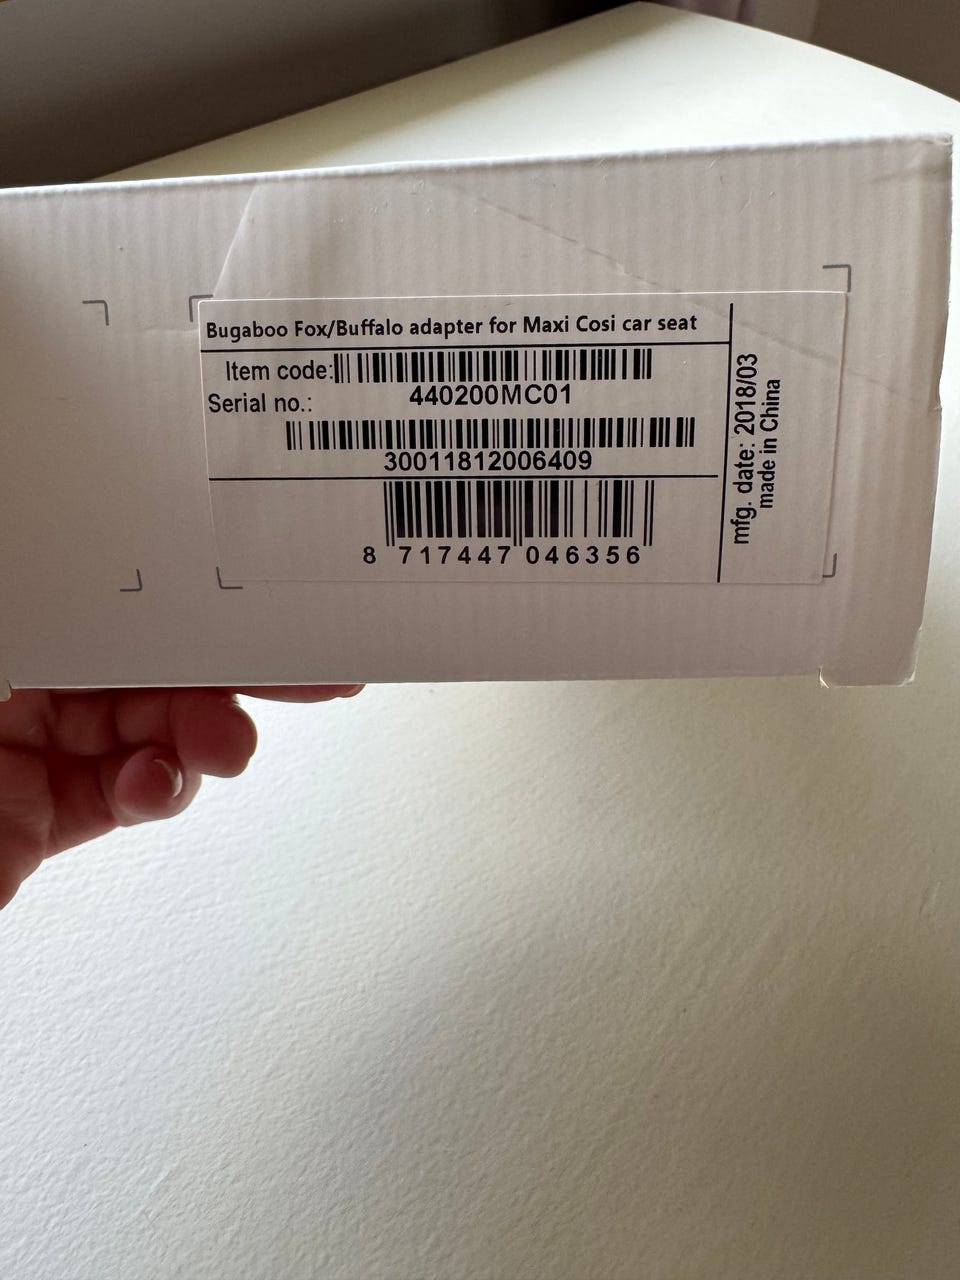 Bugaboo Fox/Buffalo adapter for Maxi Cosi car seat
Item code:
440200MC01
Serial no.:
30011812006409
8 717447 046356
mfg. date: 2018/03
made in China